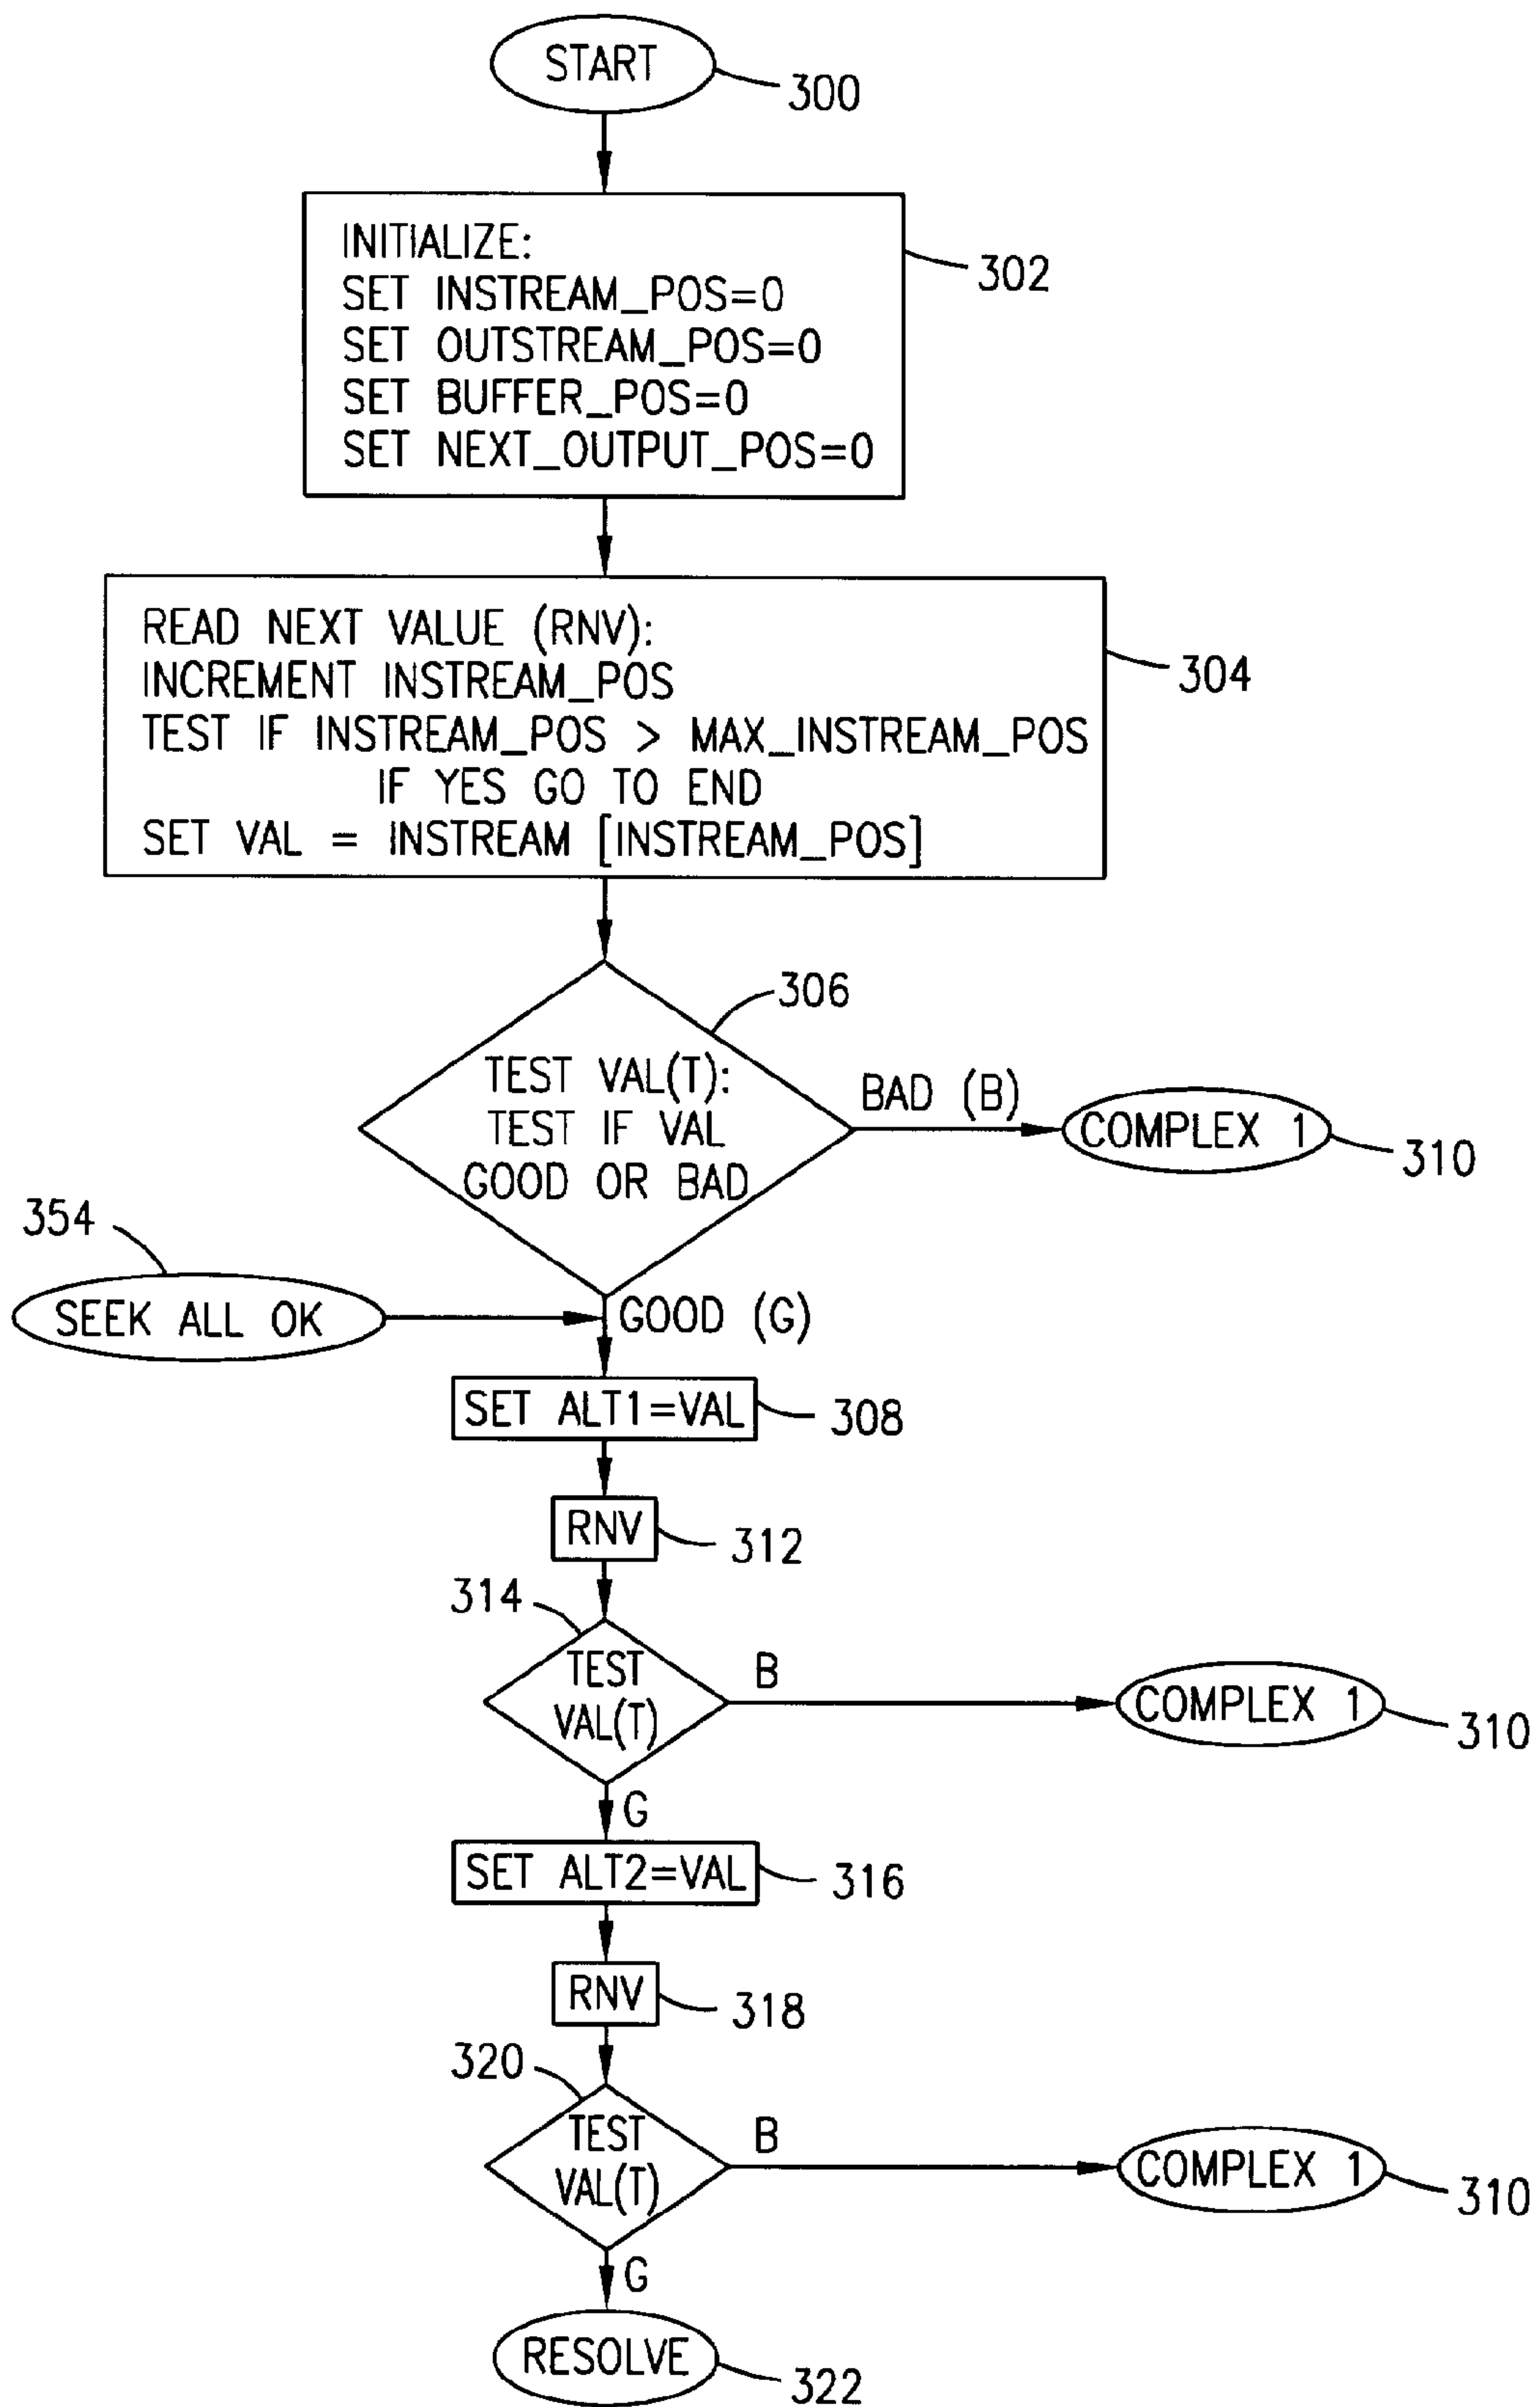 START
300
INITIALIZE:
302
SET INSTREAM_POS=0
SET OUTSTREAM_POS=0
SET BUFFER_POS=0
SET NEXT_OUTPUT_POS=0
READ NEXT VALUE (RNV):
304
INCREMENT INSTREAM_POS
TEST IF INSTREAM_POS > MAX_INSTREAM_POS
IF YES GO TO END
SET VAL = INSTREAM [INSTREAM_POS]
306
TEST VAL(T):
TEST IF VAL
GOOD OR BAD
BAD (B)
COMPLEX 1
310
354
SEEK ALL OK
GOOD (G)
SET ALT1=VAL
308
RNV
312
314
TEST
VAL(T)
B
COMPLEX 1
310
G
SET ALT2=VAL
316
RNV
318
320
TEST
VAL(T)
B
COMPLEX 1
310
G
RESOLVE
322